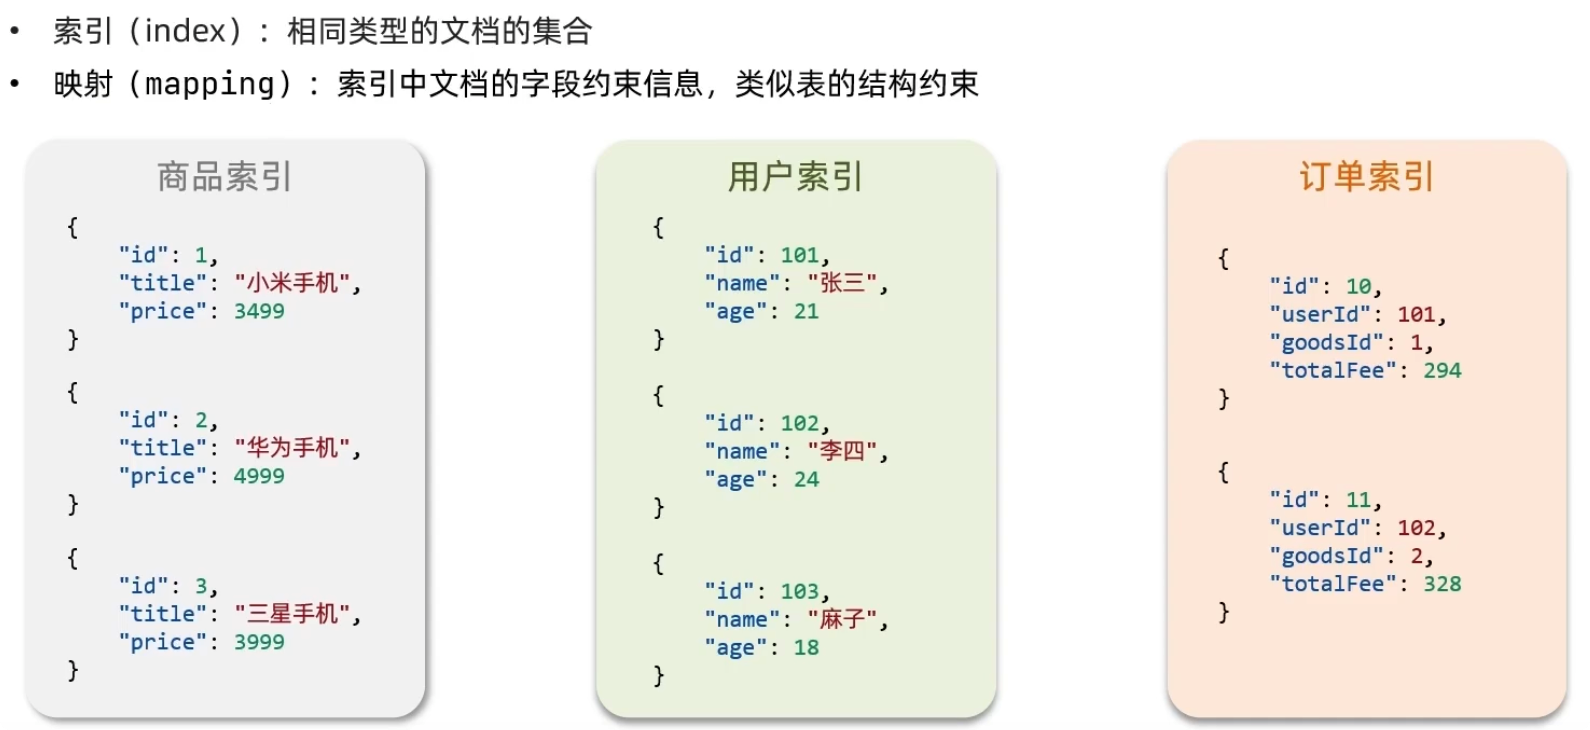 • 索引（index）：相同类型的文档的集合
• 映射（mapping）：索引中文档的字段约束信息，类似表的结构约束
商品索引
{
"id": 1,
"title": "小米手机",
"price": 3499
}
{
"id": 2,
"title": "华为手机",
"price": 4999
}
{
"id": 3,
"title": "三星手机",
"price": 3999
}
用户索引
{
"id": 101,
"name": "张三",
"age": 21
}
{
"id": 102,
"name": "李四",
"age": 24
}
{
"id": 103,
"name": "麻子",
"age": 18
}
订单索引
{
"id": 10,
"userId": 101,
"goodsId": 1,
"totalFee": 294
}
{
"id": 11,
"userId": 102,
"goodsId": 2,
"totalFee": 328
}